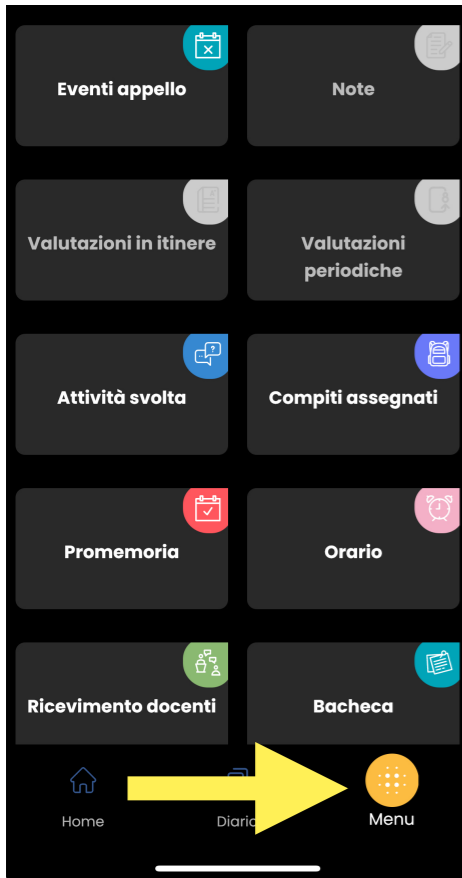 Eventi appello
Note
Valutazioni in itinere
Valutazioni
periodiche
Attività svolta
Compiti assegnati
Promemoria
Orario
Ricevimento docenti
Bacheca
Home
Diario
Menu